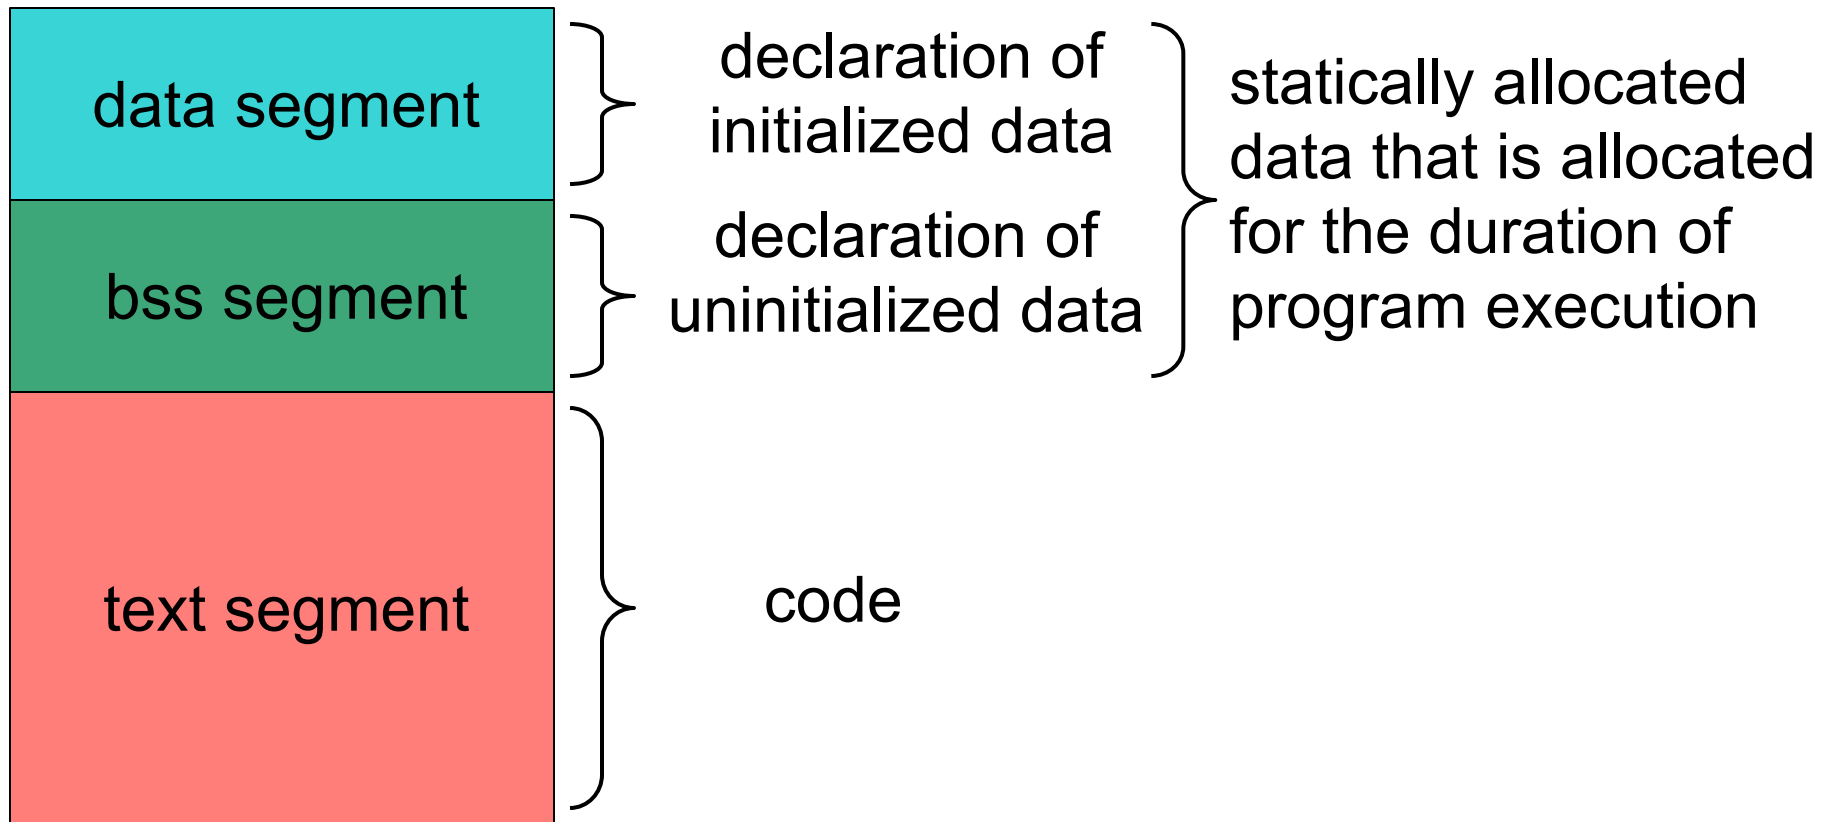 data segment
declaration of
initialized data
statically allocated
data that is allocated
for the duration of
program execution
bss segment
declaration of
uninitialized data
text segment
code